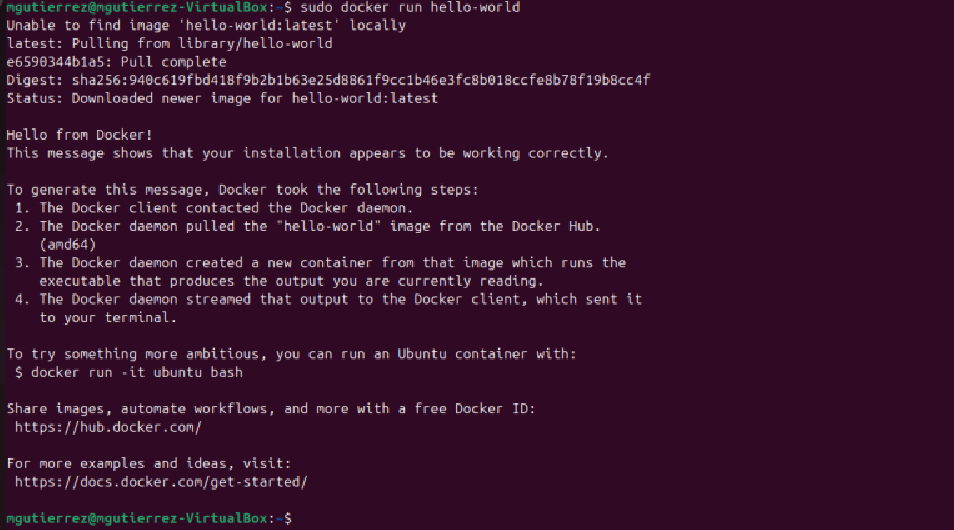 mgutierrez@mgutierrez-VirtualBox:~$ sudo docker run hello-world
Unable to find image 'hello-world:latest' locally
latest: Pulling from library/hello-world
e6590344b1a5: Pull complete
Digest: sha256:940c619fbd418f9b2b1b63e25d8861f9cc1b46e3fc8b018ccfe8b78f19b8cc4f
Status: Downloaded newer image for hello-world:latest

Hello from Docker!
This message shows that your installation appears to be working correctly.

To generate this message, Docker took the following steps:
 1. The Docker client contacted the Docker daemon.
 2. The Docker daemon pulled the "hello-world" image from the Docker Hub.
    (amd64)
 3. The Docker daemon created a new container from that image which runs the
    executable that produces the output you are currently reading.
 4. The Docker daemon streamed that output to the Docker client, which sent it
    to your terminal.

To try something more ambitious, you can run an Ubuntu container with:
 $ docker run -it ubuntu bash

Share images, automate workflows, and more with a free Docker ID:
 https://hub.docker.com/

For more examples and ideas, visit:
 https://docs.docker.com/get-started/

mgutierrez@mgutierrez-VirtualBox:~$